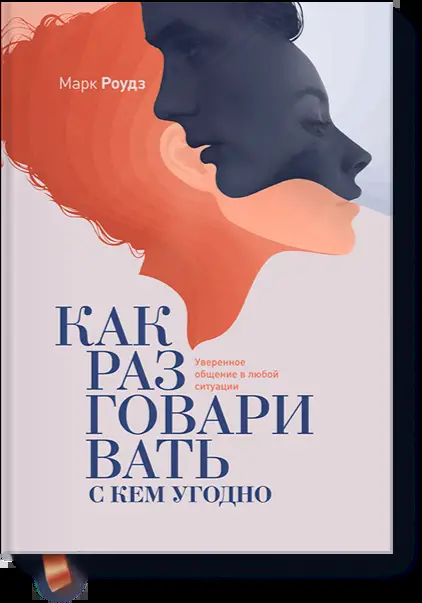 Марк Роудз
КАК
РАЗ
ГОВАРИ
ВАТЬ
С КЕМ УГОДНО
Уверенное
общение в любой
ситуации